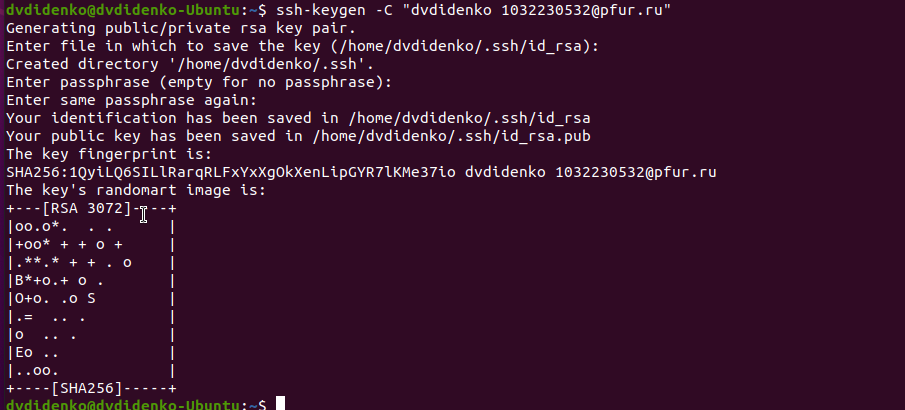 dvdidenko@dvdidenko-Ubuntu:~$ ssh-keygen -C "dvdidenko 1032230532@pfur.ru"
Generating public/private rsa key pair.
Enter file in which to save the key (/home/dvdidenko/.ssh/id_rsa):
Created directory '/home/dvdidenko/.ssh'.
Enter passphrase (empty for no passphrase):
Enter same passphrase again:
Your identification has been saved in /home/dvdidenko/.ssh/id_rsa
Your public key has been saved in /home/dvdidenko/.ssh/id_rsa.pub
The key fingerprint is:
SHA256:1QyiLQ6SILlRarqRLFxYxXgOkXenLipGYR7lKMe37io dvdidenko 1032230532@pfur.ru
The key's randomart image is:
+---[RSA 3072]----+
|oo.o*.  . .      |
|+oo* + + o +     |
|.**.* + + . o    |
|B*+o.+ o .       |
|O+o. .o S        |
|.=  .. .         |
|o  .. .          |
|Eo ..            |
|..oo.            |
+----[SHA256]-----+
dvdidenko@dvdidenko-Ubuntu:~$